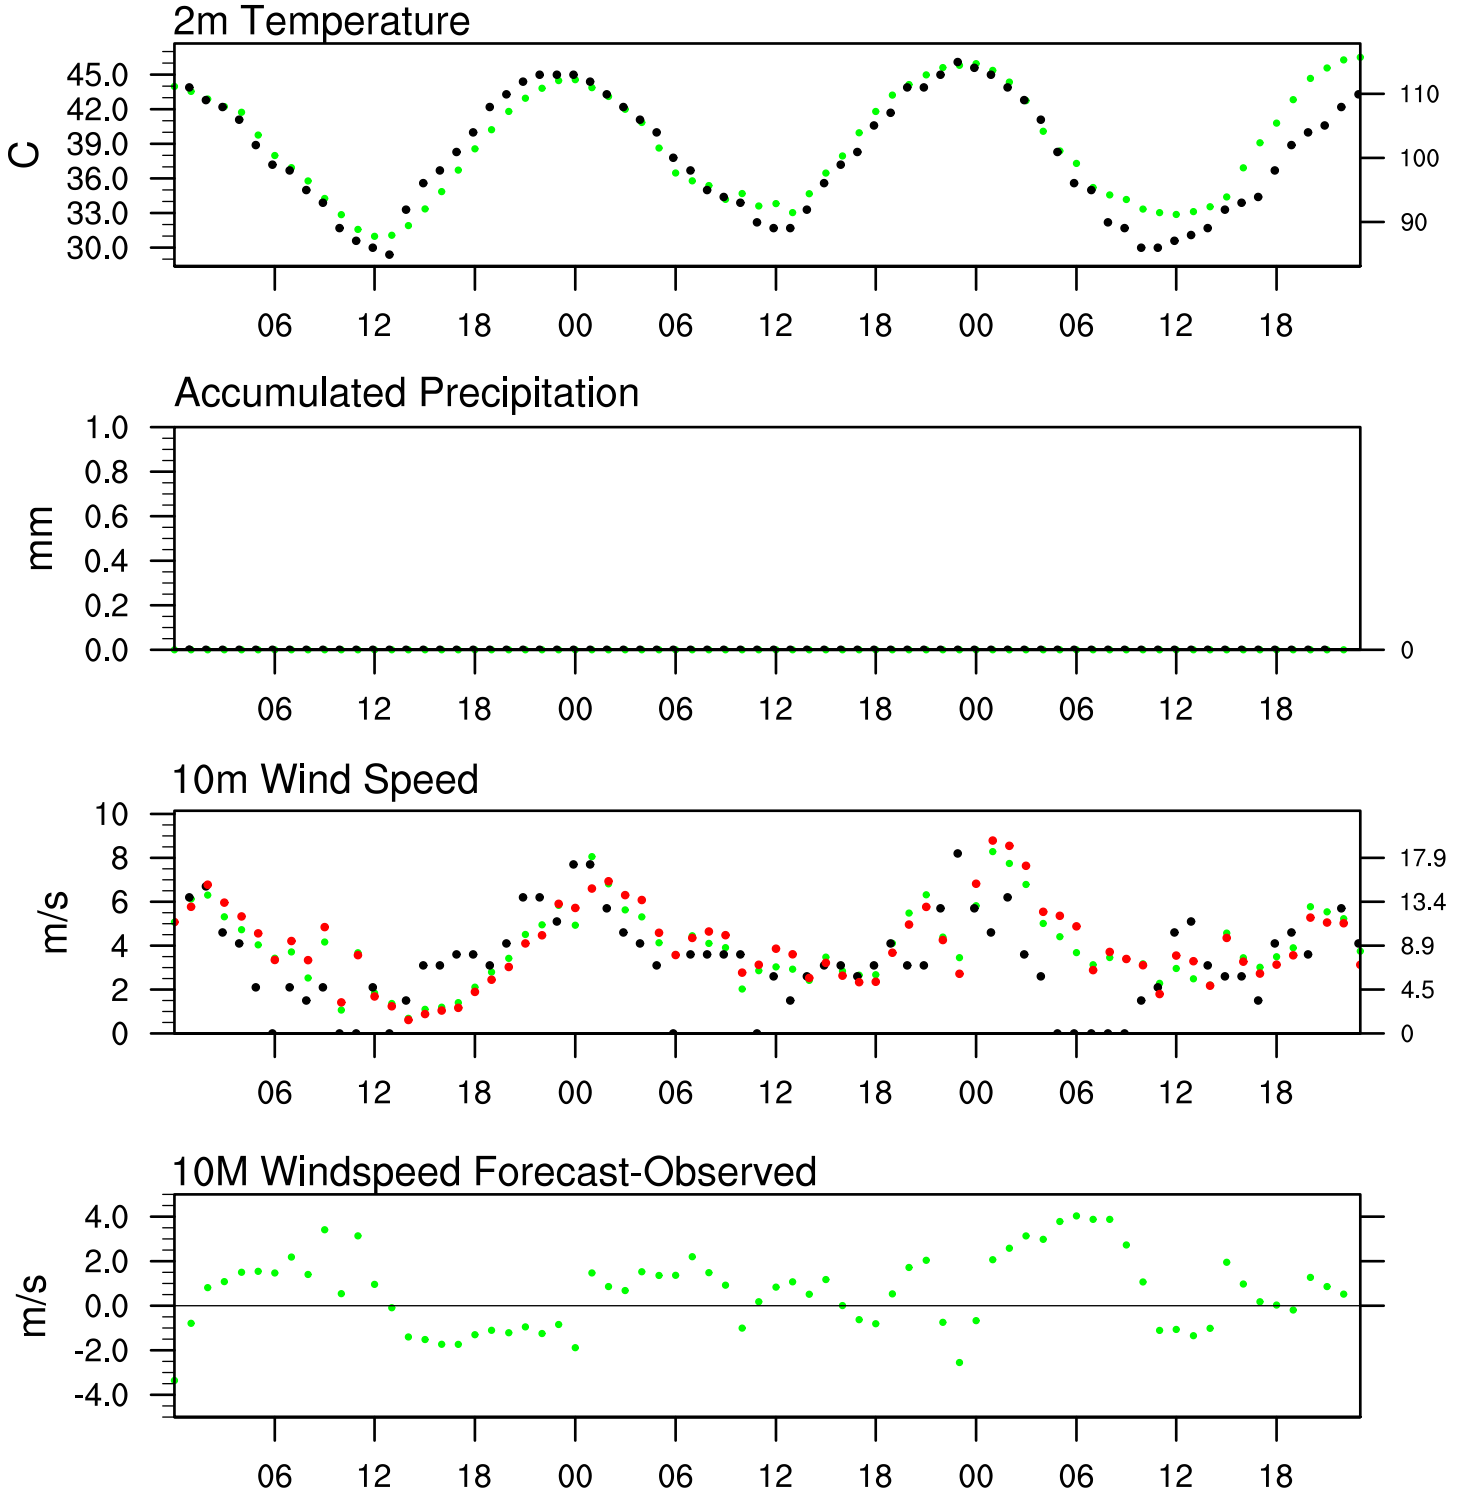 2m Temperature
45.0
42.0
39.0
36.0
33.0
30.0
C
110
100
90
06 12 18 00 06 12 18 00 06 12 18
Accumulated Precipitation
1.0
0.8
0.6
0.4
0.2
0.0
mm
0
06 12 18 00 06 12 18 00 06 12 18
10m Wind Speed
10
8
6
4
2
0
m/s
17.9
13.4
8.9
4.5
0
06 12 18 00 06 12 18 00 06 12 18
10M Windspeed Forecast-Observed
4.0
2.0
0.0
-2.0
-4.0
m/s
06 12 18 00 06 12 18 00 06 12 18